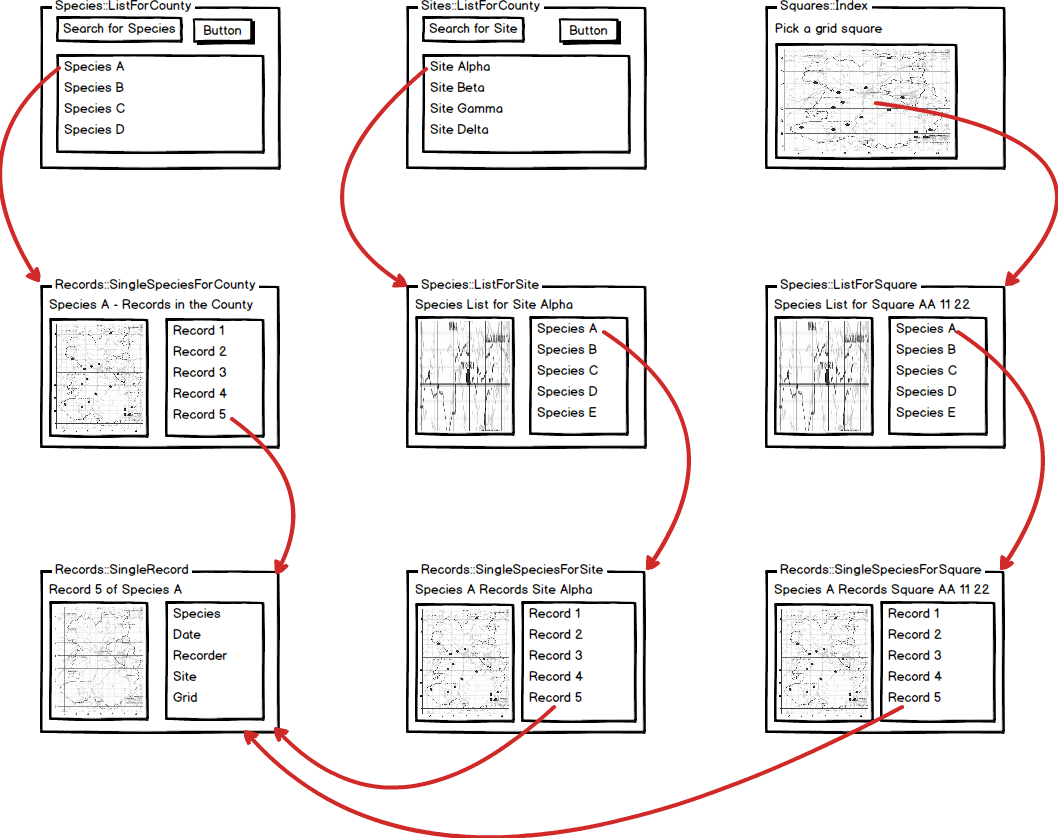 Species::ListForCounty
Search for Species
Button
Species A
Species B
Species C
Species D
Sites::ListForCounty
Search for Site
Button
Site Alpha
Site Beta
Site Gamma
Site Delta
Squares::Index
Pick a grid square
Records::SingleSpeciesForCounty
Species A - Records in the County
Record 1
Record 2
Record 3
Record 4
Record 5
Species::ListForSite
Species List for Site Alpha
Species A
Species B
Species C
Species D
Species E
Species::ListForSquare
Species List for Square AA 11 22
Species A
Species B
Species C
Species D
Species E
Records::SingleRecord
Record 5 of Species A
Species
Date
Recorder
Site
Grid
Records::SingleSpeciesForSite
Species A Records Site Alpha
Record 1
Record 2
Record 3
Record 4
Record 5
Records::SingleSpeciesForSquare
Species A Records Square AA 11 22
Record 1
Record 2
Record 3
Record 4
Record 5